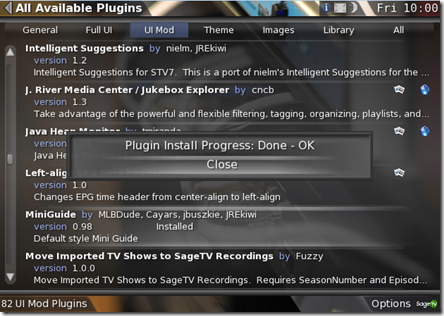 All Available Plugins Fri 10:00
General Full UI UI Mod Theme Images Library All
Intelligent Suggestions by nielm, JREkiwi
version 1.2
Intelligent Suggestions for STV7. This is a port of nielm's Intelligent Suggestions for the ...
J. River Media Center / Jukebox Explorer by cncb
version 1.3
Take advantage of the powerful and flexible filtering, tagging, organizing, playlists, and...
Java Heap Monitor by tmiranda
version
Java He
Plugin Install Progress: Done - OK
Close
Left-alig
version 1.0
Changes EPG time header from center-align to left-align
MiniGuide by MLBDude, Cayars, jbuszkie, JREkiwi
version 0.98 Installed
Default style Mini Guide
Move Imported TV Shows to SageTV Recordings by Fuzzy
version 1.0.0
Move Imported TV Shows to SageTV Recordings. Requires SeasonNumber and Episod...
82 UI Mod Plugins Options SageTV